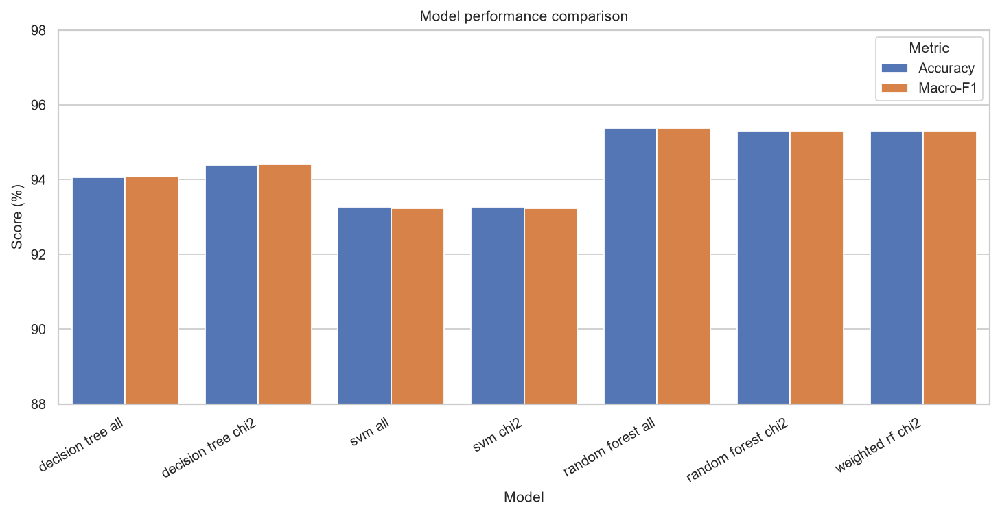 Model performance comparison
98
96
94
92
90
88
Score (%)
Metric
Accuracy
Macro-F1
decision tree all
decision tree chi2
svm all
svm chi2
random forest all
random forest chi2
weighted rf chi2
Model